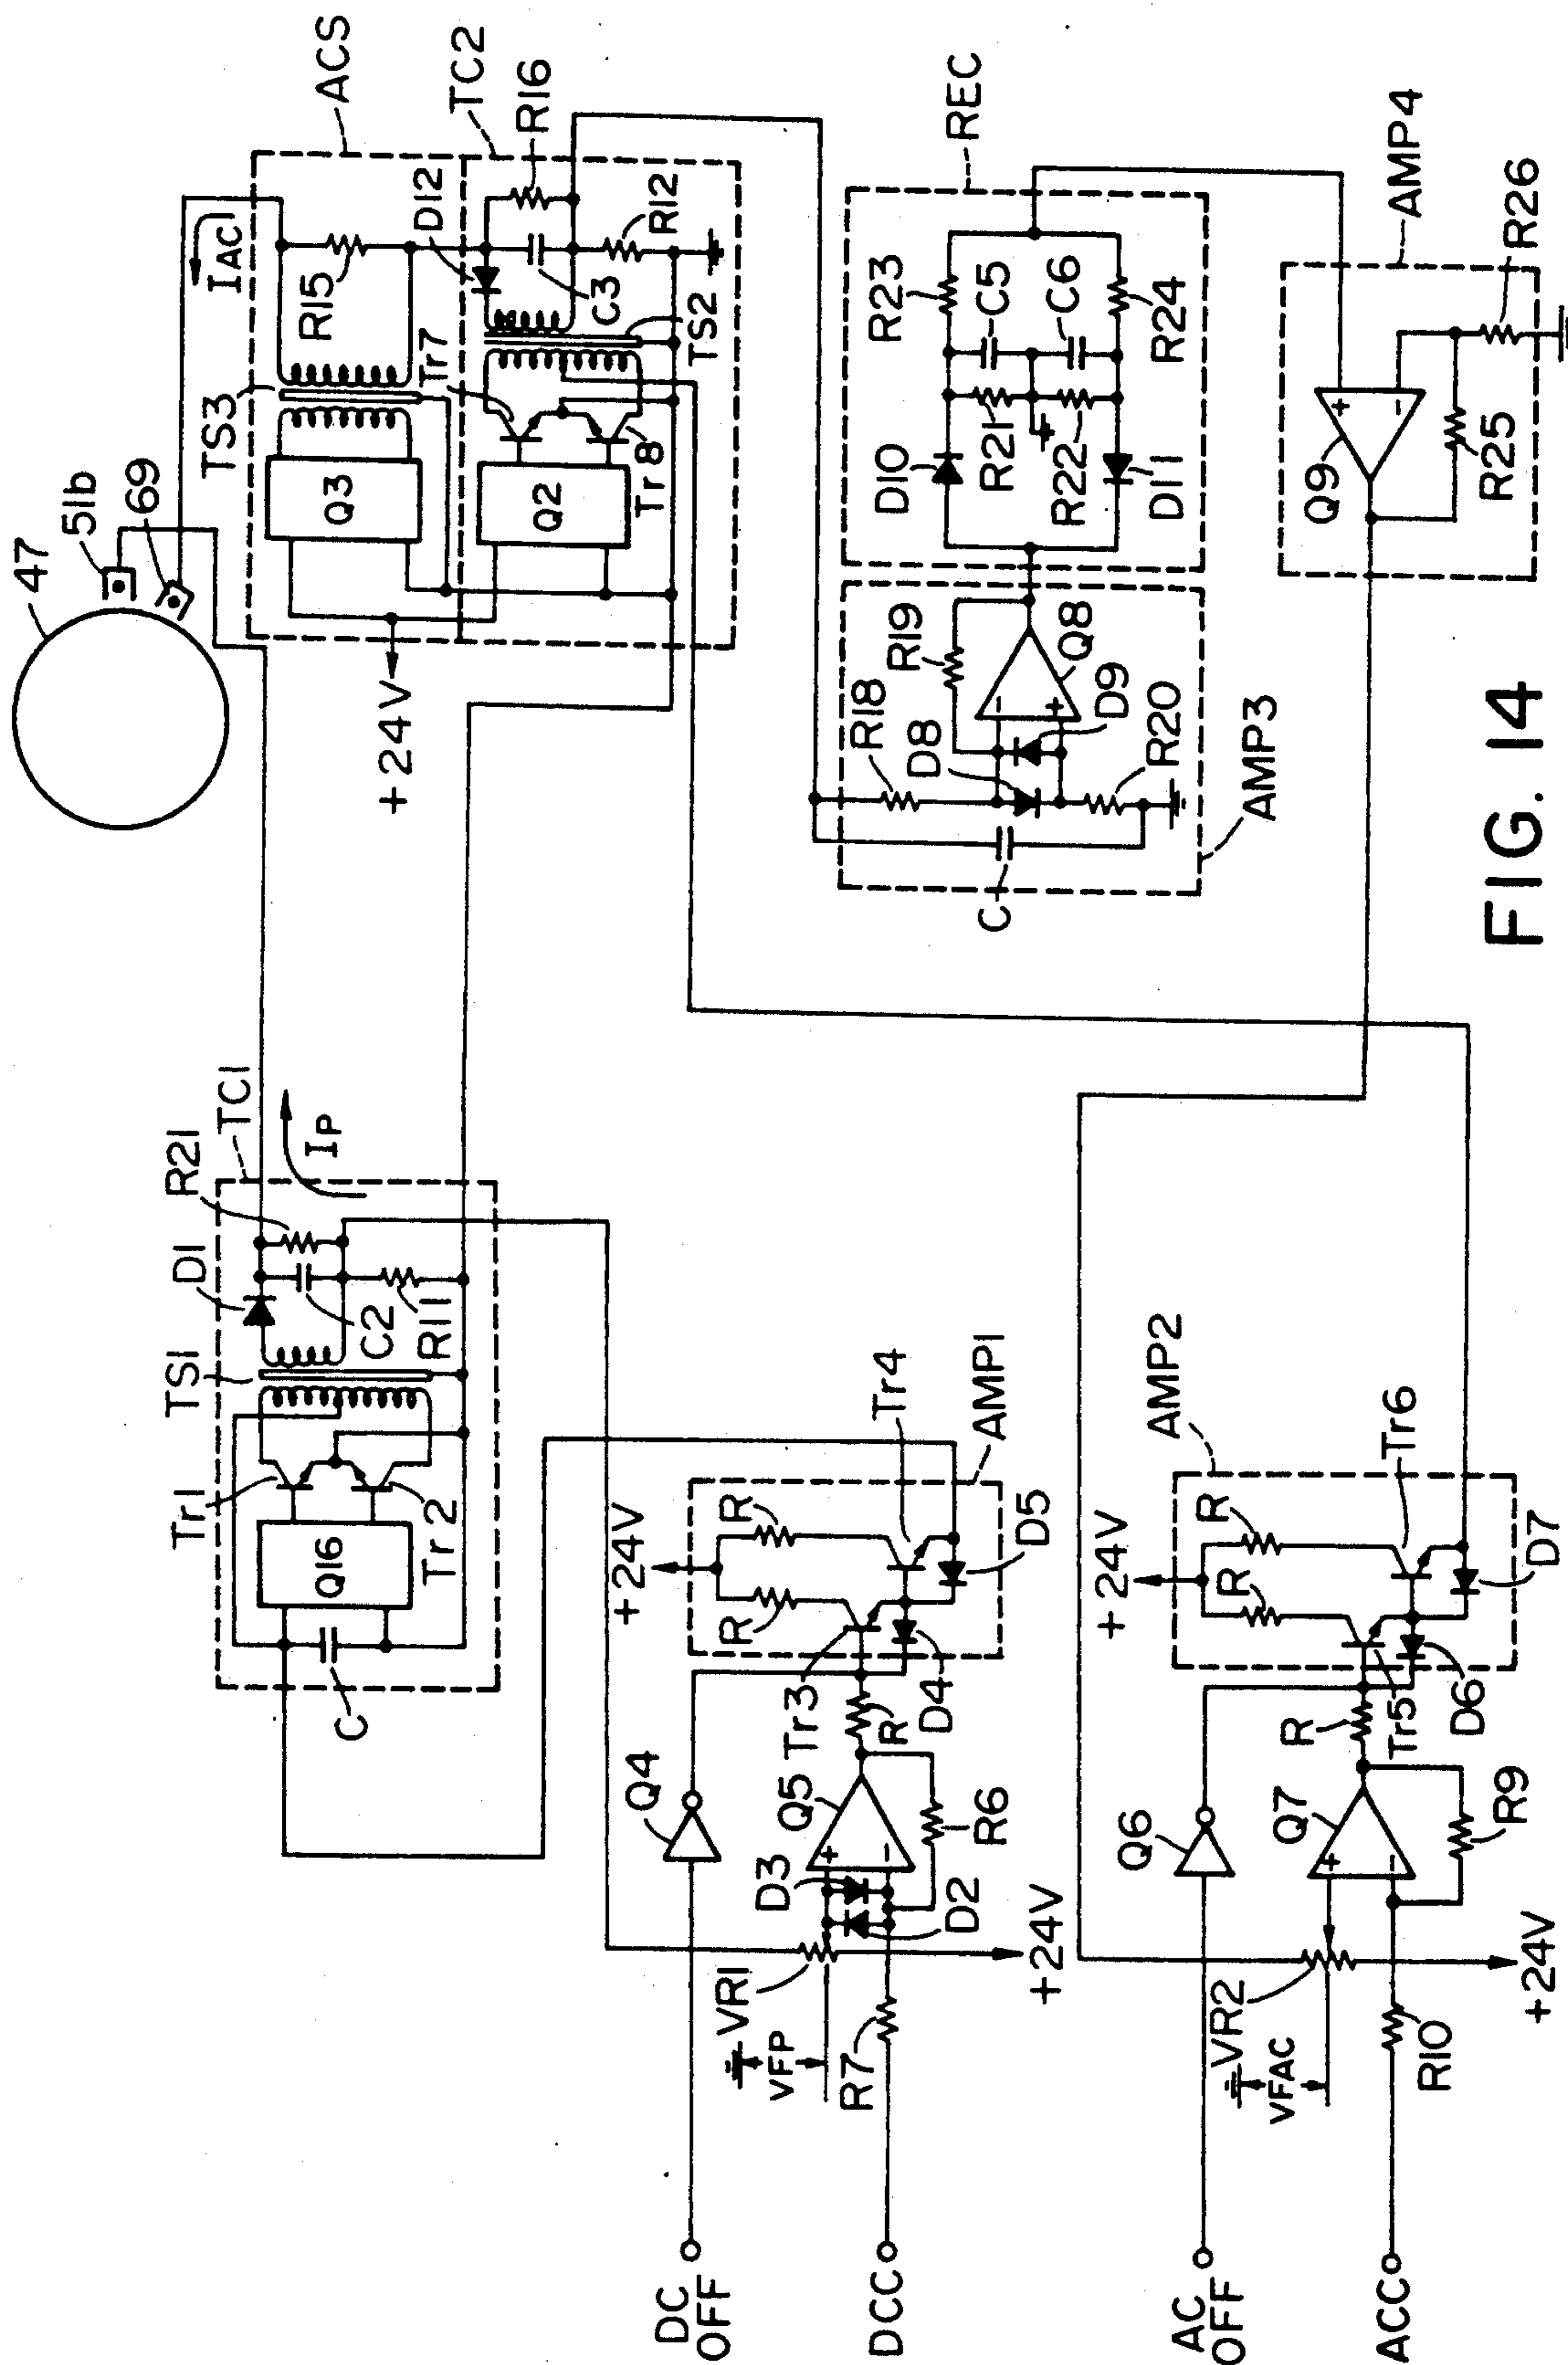 47
51b
69
ACS
TC2
R16
IAC
R15
D12
R12
C3
TS2
TS3
Tr7
Q3
Q2
Tr8
+24V
REC
R23
C5
C6
R24
D10
R21
R22
D11
R19
Q8
R18
D8
D9
R20
C
AMP3
AMP4
R26
Q9
R25
TC1
IP
R21
D1
C2
R11
TS1
Tr1
Q16
Tr2
C
AMP1
Tr4
R
R
D5
+24V
Tr3
R
D4
Q4
Q5
R6
D3
D2
VR1
VFP
R7
+24V
DC
OFF
DCC
AMP2
Tr6
R
R
D7
+24V
Tr5
R
D6
Q6
Q7
R9
VR2
VFAC
R10
+24V
AC
OFF
ACC
FIG. 14